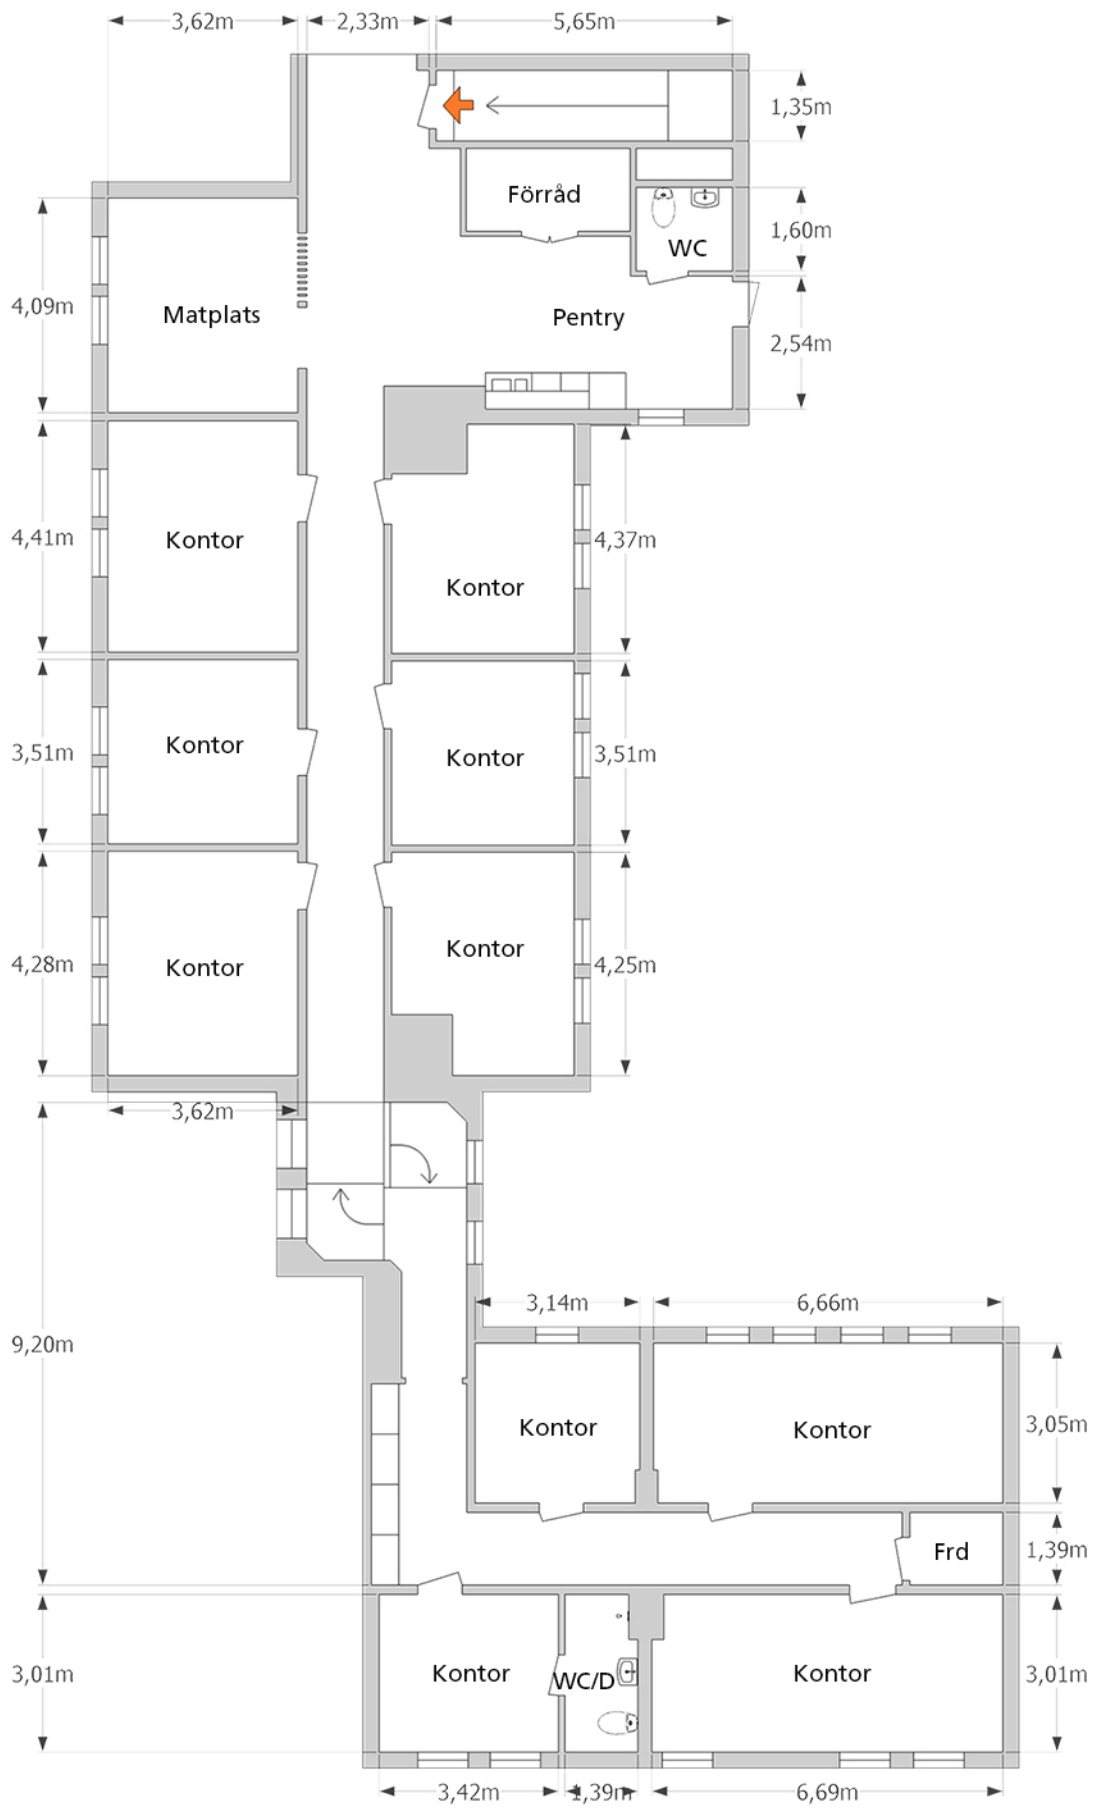 3,62m 2,33m 5,65m
1,35m
Förråd
1,60m
WC
4,09m
Matplats
Pentry
2,54m
4,41m
Kontor
4,37m
Kontor
3,51m
Kontor
Kontor
3,51m
4,28m
Kontor
Kontor
4,25m
3,62m
9,20m
3,14m 6,66m
Kontor
Kontor
3,05m
Frd
1,39m
3,01m
Kontor
WC/D
Kontor
3,01m
3,42m 1,39m 6,69m